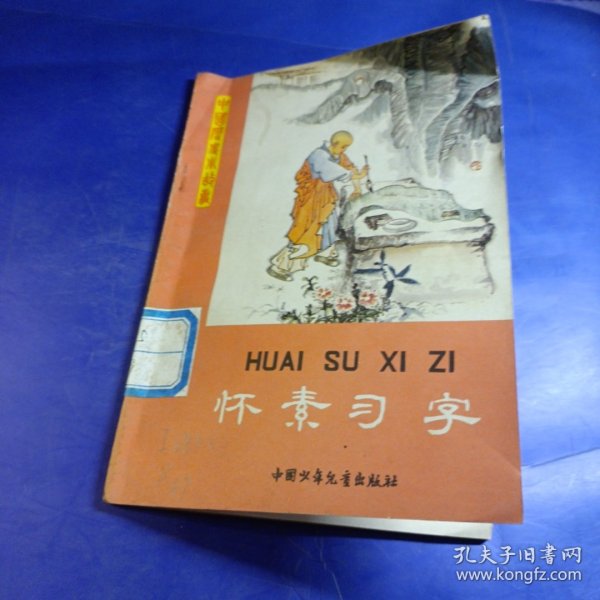 HUAI SU XI ZI
怀素习字
中国少年儿童出版社
孔夫子旧书网
www.kongfz.com